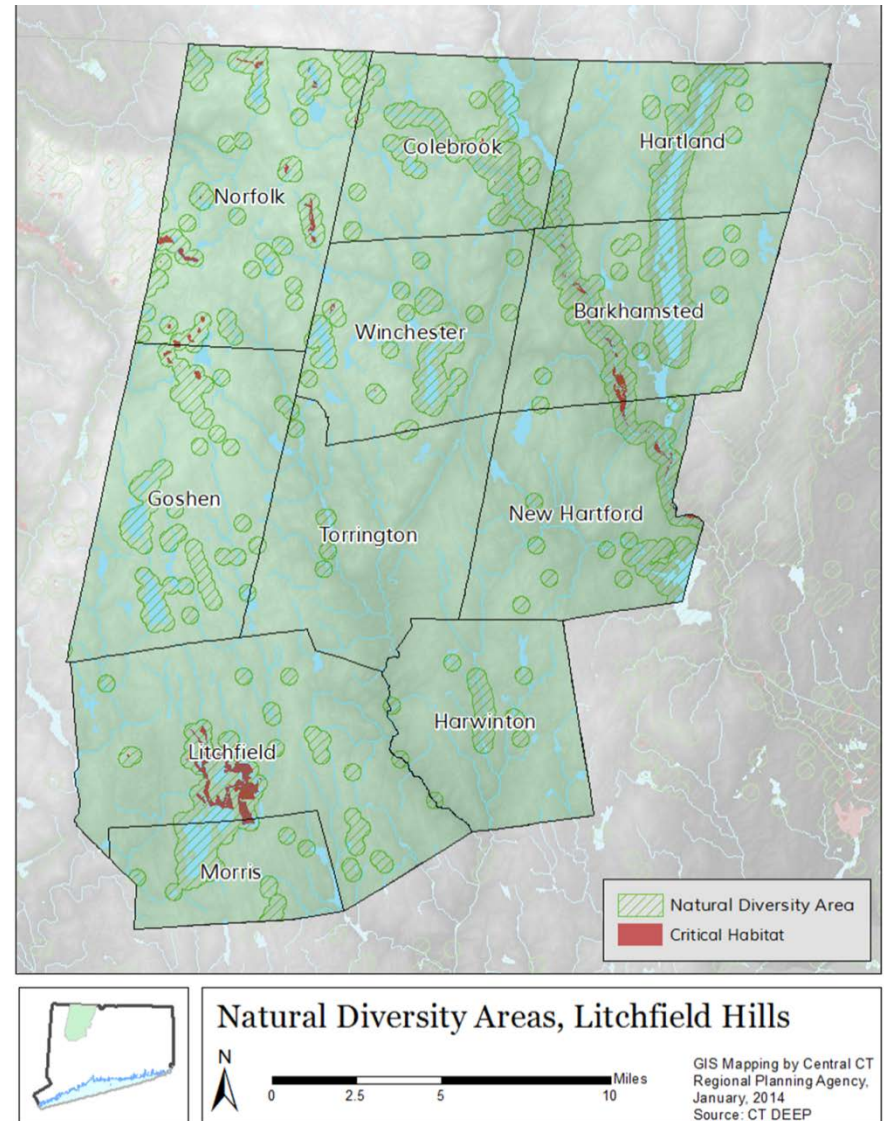 Colebrook
Hartland
Norfolk
Barkhamsted
Winchester
Goshen
New Hartford
Torrington
Harwinton
Litchfield
Morris
Natural Diversity Area
Critical Habitat
Natural Diversity Areas, Litchfield Hills
N
Miles
0 2.5 5 10
GIS Mapping by Central CT
Regional Planning Agency,
January, 2014
Source: CT DEEP